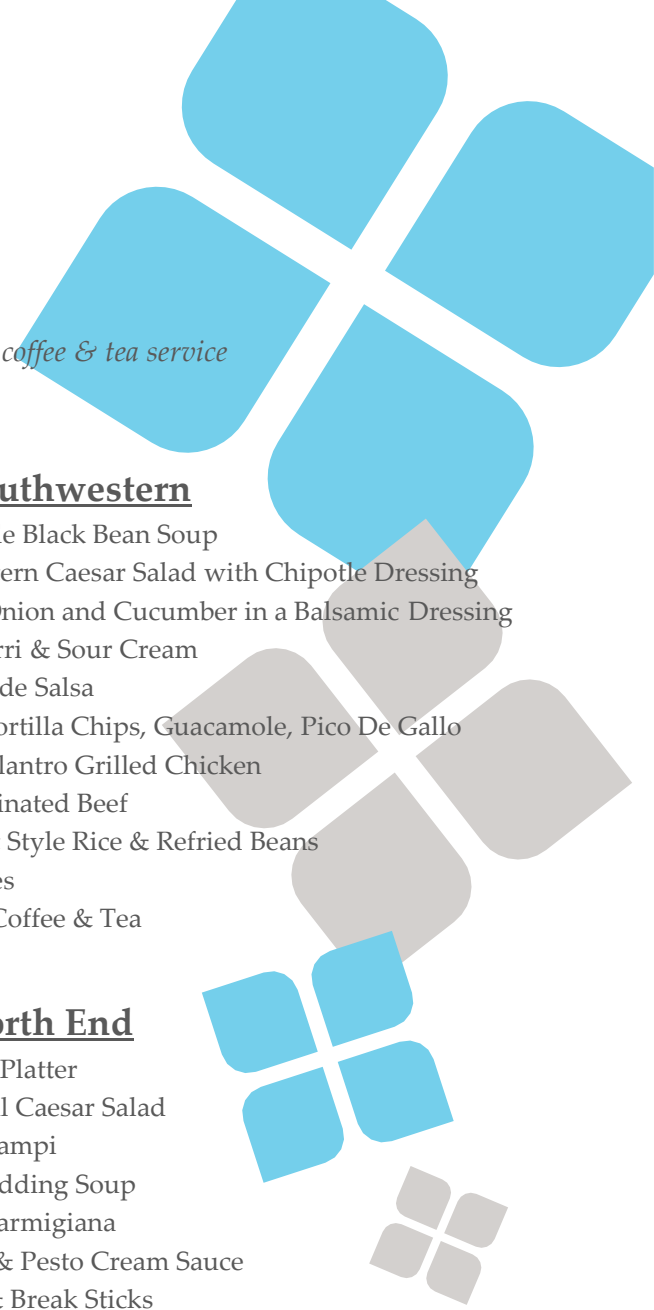 coffee & tea service
uthwestern
e Black Bean Soup
ern Caesar Salad with Chipotle Dressing
nion and Cucumber in a Balsamic Dressing
rri & Sour Cream
de Salsa
ortilla Chips, Guacamole, Pico De Gallo
lantro Grilled Chicken
inated Beef
Style Rice & Refried Beans
es
Coffee & Tea
orth End
Platter
l Caesar Salad
ampi
dding Soup
armigiana
& Pesto Cream Sauce
Break Sticks